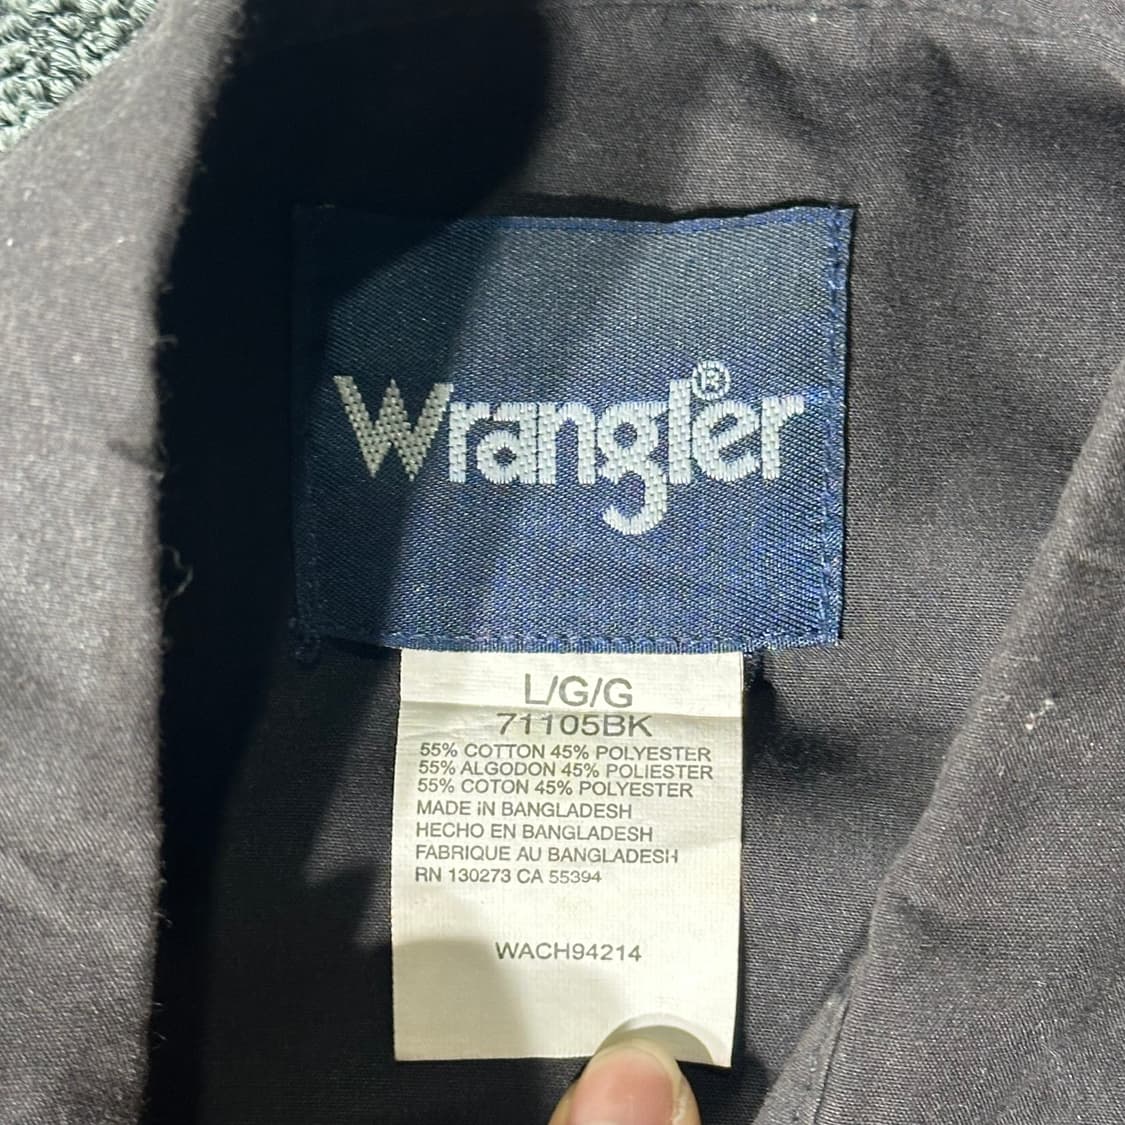 Wrangler®
L/G/G
71105BK
55% COTTON 45% POLYESTER
55% ALGODON 45% POLIESTER
55% COTON 45% POLYESTER
MADE iN BANGLADESH
HECHO EN BANGLADESH
FABRIQUE AU BANGLADESH
RN 130273 CA 55394
WACH94214